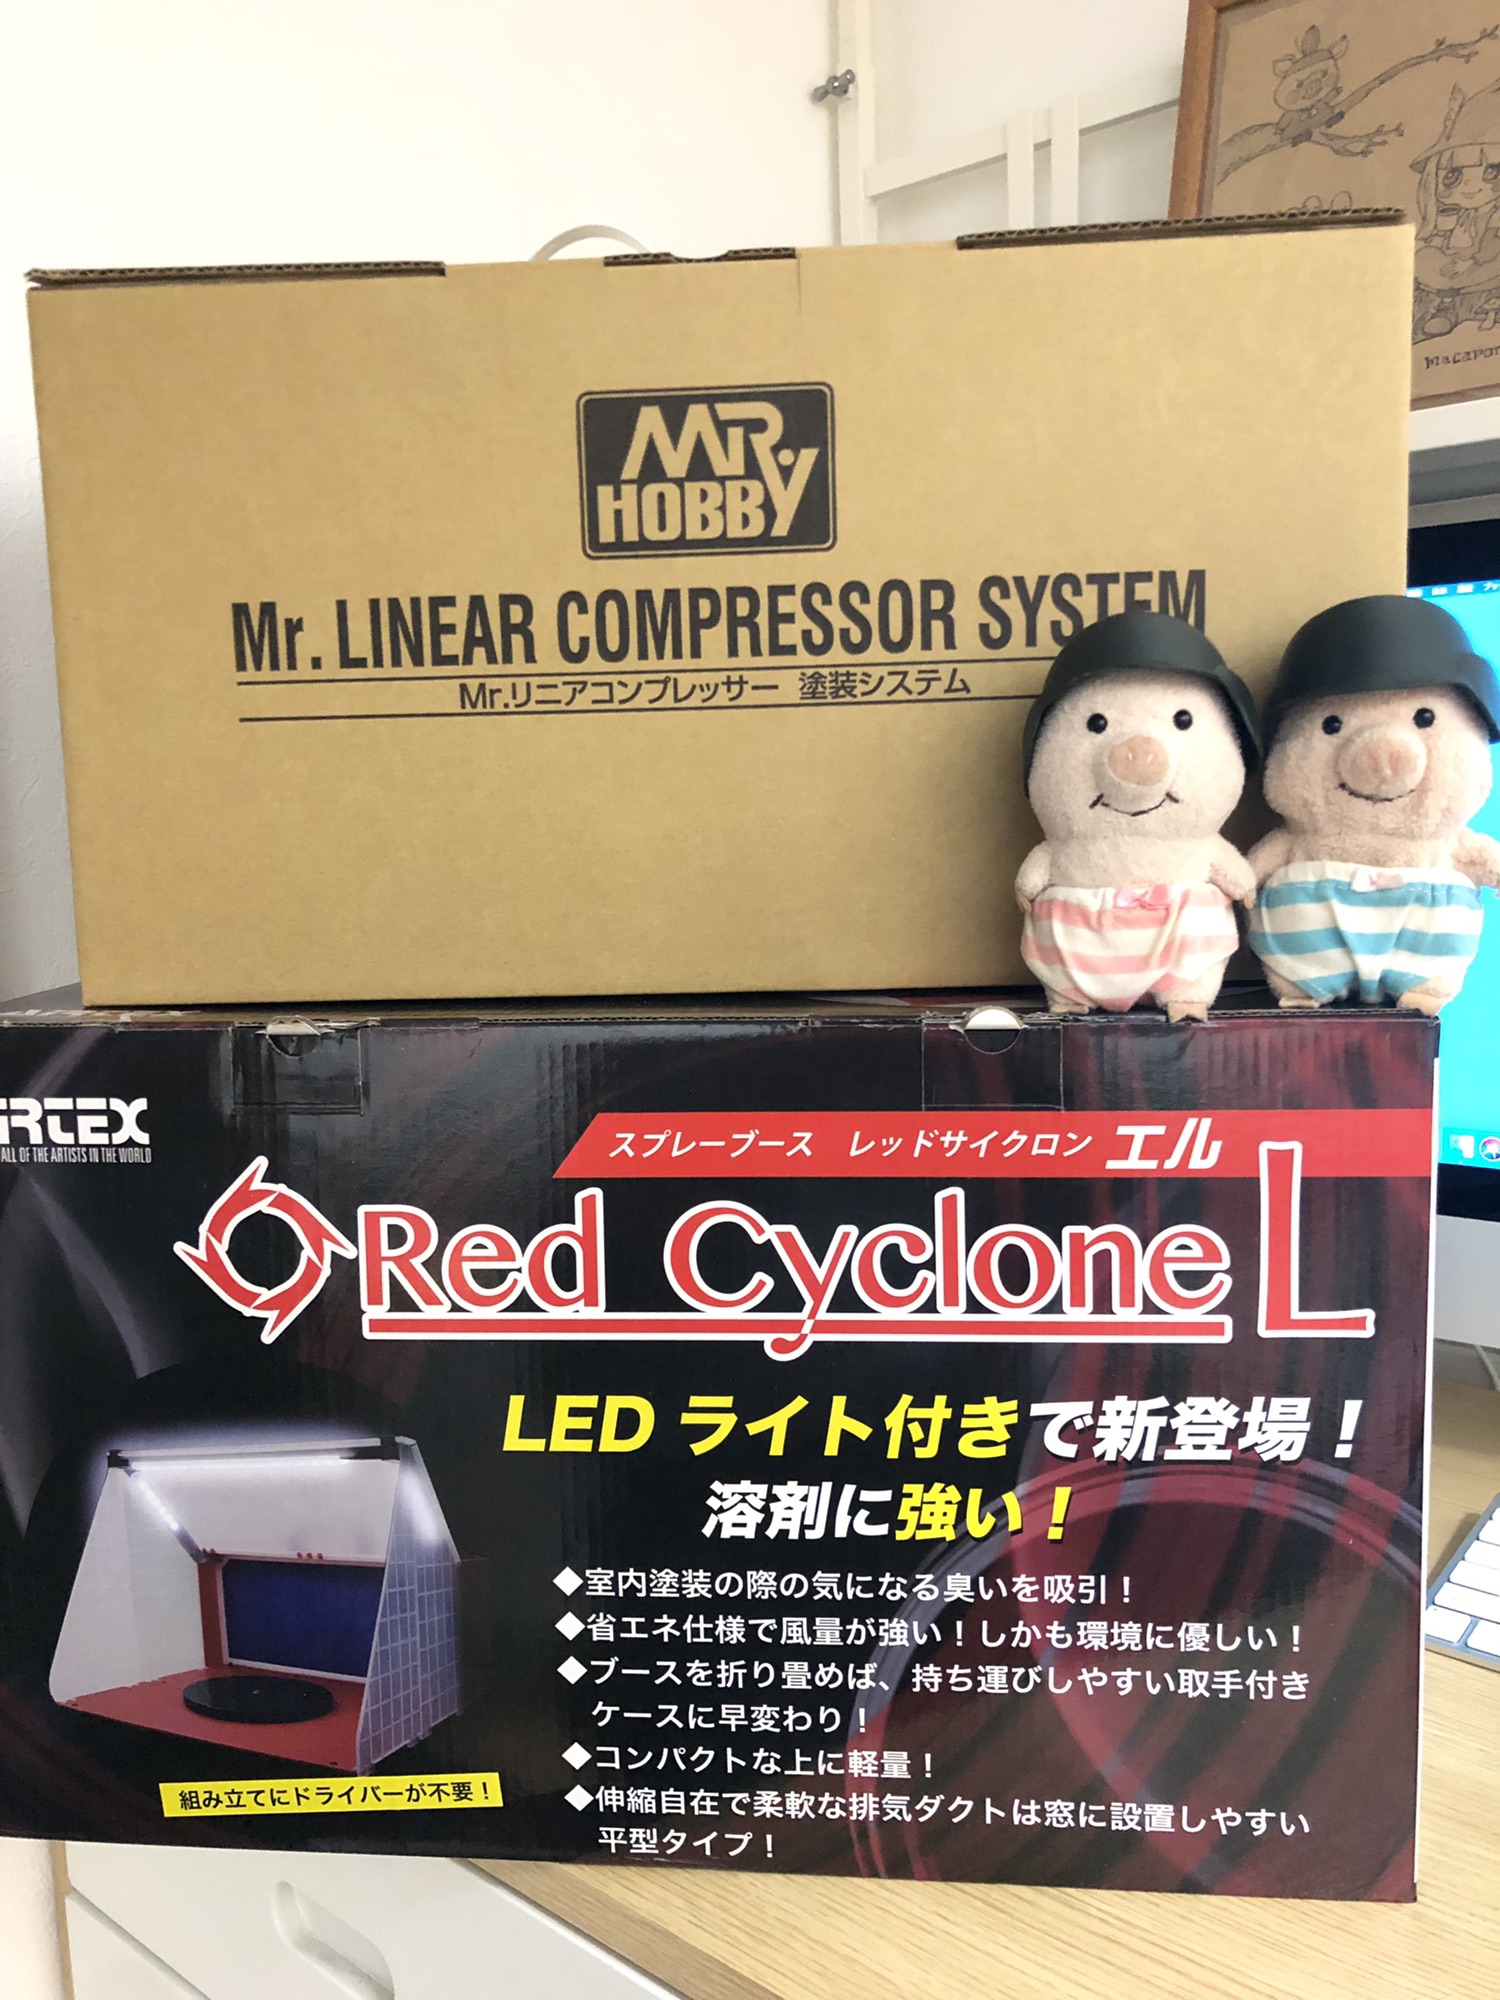 MR.
HOBBY
Mr. LINEAR COMPRESSOR SYSTEM
Mr.リニアコンプレッサー 塗装システム
ALL OF THE ARTISTS IN THE WORLD
スプレーブース レッドサイクロン エル
Red Cyclone L
LED ライト付きで新登場！
溶剤に強い！
◆室内塗装の際の気になる臭いを吸引！
◆省エネ仕様で風量が強い！しかも環境に優しい！
◆ブースを折り畳めば、持ち運びしやすい取手付き
ケースに早変わり！
◆コンパクトな上に軽量！
◆伸縮自在で柔軟な排気ダクトは窓に設置しやすい
平型タイプ！
組み立てにドライバーが不要！